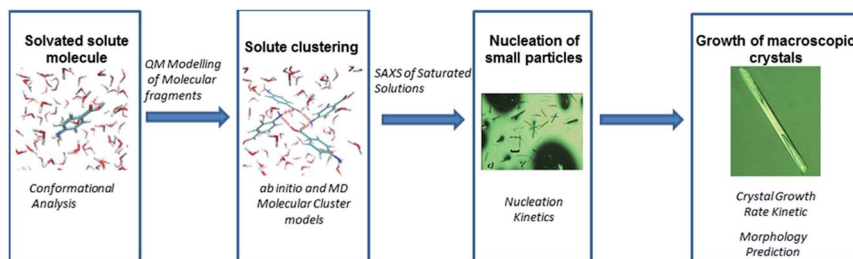 Solvated solute
molecule
Conformational
Analysis
QM Modelling
of Molecular
fragments
Solute clustering
ab initio and MD
Molecular Cluster
models
SAXS of Saturated
Solutions
Nucleation of
small particles
c)
Nucleation
Kinetics
Growth of macroscopic
crystals
Crystal Growth
Rate Kinetic
Morphology
Prediction